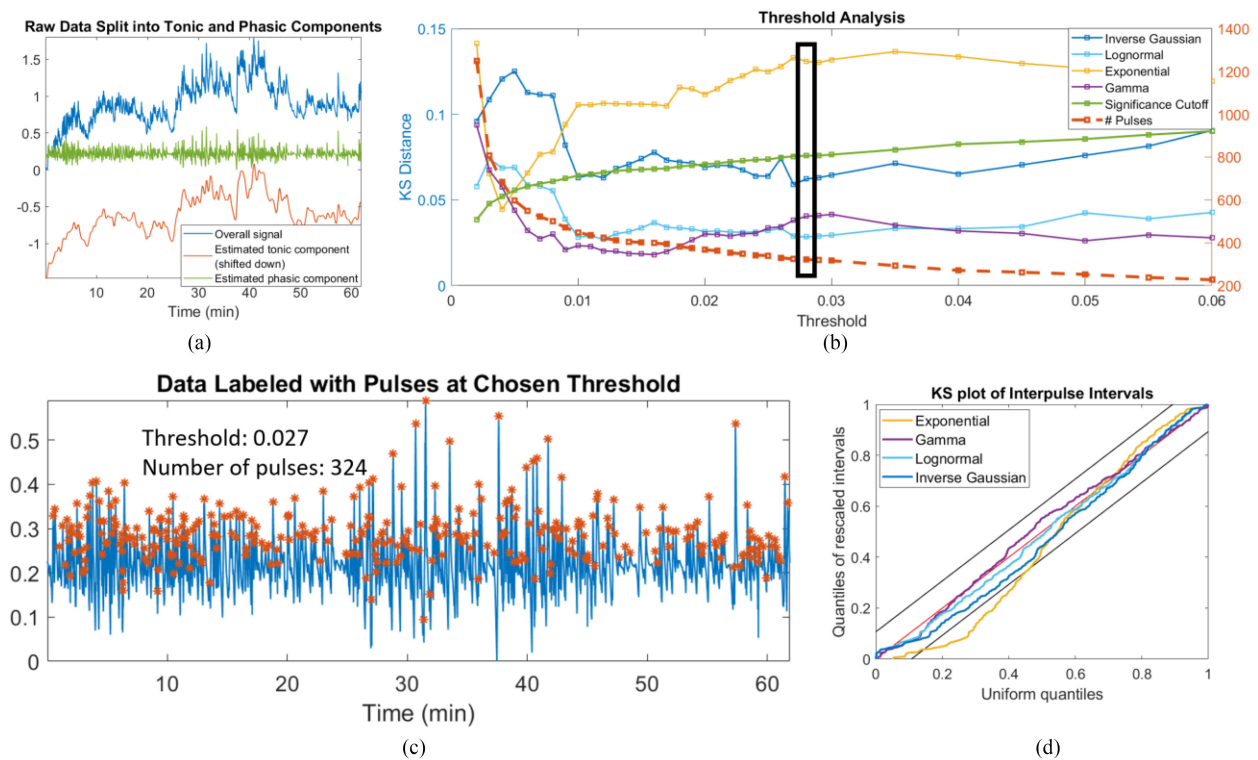 Raw Data Split into Tonic and Phasic Components
1.5
1
0.5
0
-0.5
-1
Overall signal
Estimated tonic component
(shifted down)
Estimated phasic component
10 20 30 40 50 60
Time (min)
(a)
Threshold Analysis
0.15
0.1
0.05
0
KS Distance
1400
1200
1000
800
600
400
200
Inverse Gaussian
Lognormal
Exponential
Gamma
Significance Cutoff
# Pulses
0 0.01 0.02 0.03 0.04 0.05 0.06
Threshold
(b)
Data Labeled with Pulses at Chosen Threshold
Threshold: 0.027
Number of pulses: 324
0.5
0.4
0.3
0.2
0.1
0
10 20 30 40 50 60
Time (min)
(c)
KS plot of Interpulse Intervals
Exponential
Gamma
Lognormal
Inverse Gaussian
1
0.8
0.6
0.4
0.2
0
Quantiles of rescaled intervals
0 0.2 0.4 0.6 0.8 1
Uniform quantiles
(d)